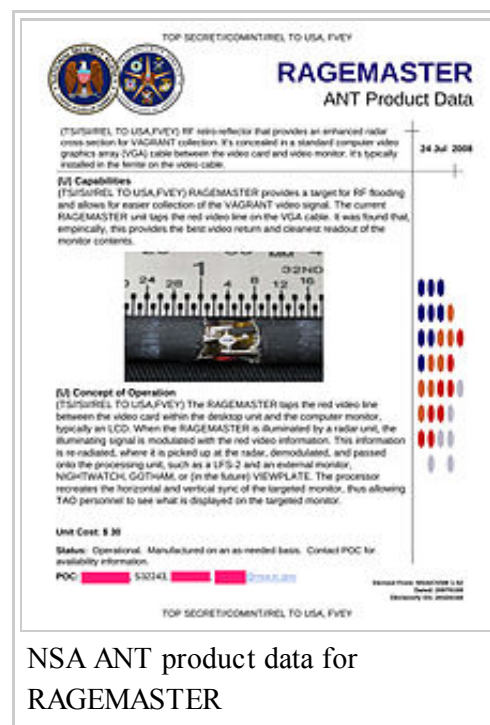 TOP SECRET//COMINT//REL TO USA, FVEY
RAGEMASTER
ANT Product Data
(TS//SI//REL TO USA,FVEY) RF retro-reflector that provides an enhanced radar
cross-section for VAGRANT collection. It's concealed in a standard computer video
graphics array (VGA) cable between the video card and video monitor. It's typically
installed in the ferrite on the video cable.
24 Jul 2008
(U) Capabilities
(TS//SI//REL TO USA,FVEY) RAGEMASTER provides a target for RF flooding
and allows for easier collection of the VAGRANT video signal. The current
RAGEMASTER unit taps the red video line on the VGA cable. It was found that,
empirically, this provides the best video return and cleanest readout of the
monitor contents.
1 32ND
24 28 4 8 12 16
(U) Concept of Operation
(TS//SI//REL TO USA,FVEY) The RAGEMASTER taps the red video line
between the video card within the desktop unit and the computer monitor,
typically an LCD. When the RAGEMASTER is illuminated by a radar unit, the
illuminating signal is modulated with the red video information. This information
is re-radiated, where it is picked up at the radar, demodulated, and passed
onto the processing unit, such as a LFS-2 and an external monitor,
NIGHTWATCH, GOTHAM, or (in the future) VIEWPLATE. The processor
recreates the horizontal and vertical sync of the targeted monitor, thus allowing
TAO personnel to see what is displayed on the targeted monitor.
Unit Cost: $ 30
Status: Operational. Manufactured on an as-needed basis. Contact POC for
availability information.
POC: , S32243, ,
TOP SECRET//COMINT//REL TO USA, FVEY
NSA ANT product data for
RAGEMASTER